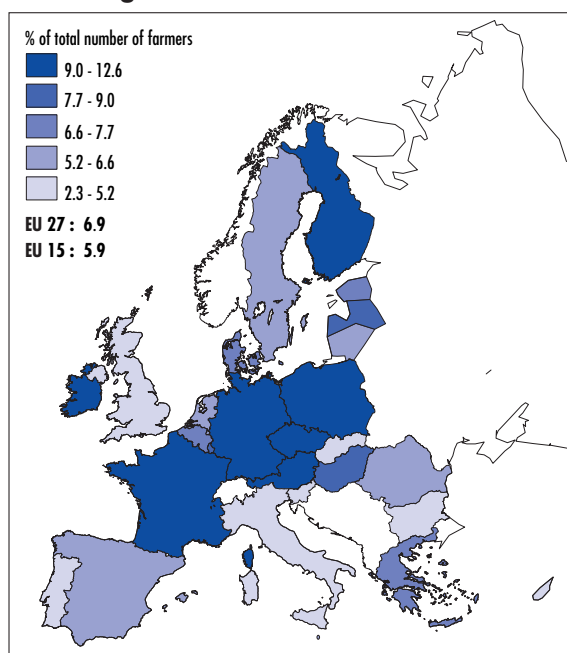 % of total number of farmers
9.0 - 12.6
7.7 - 9.0
6.6 - 7.7
5.2 - 6.6
2.3 - 5.2
EU 27 : 6.9
EU 15 : 5.9